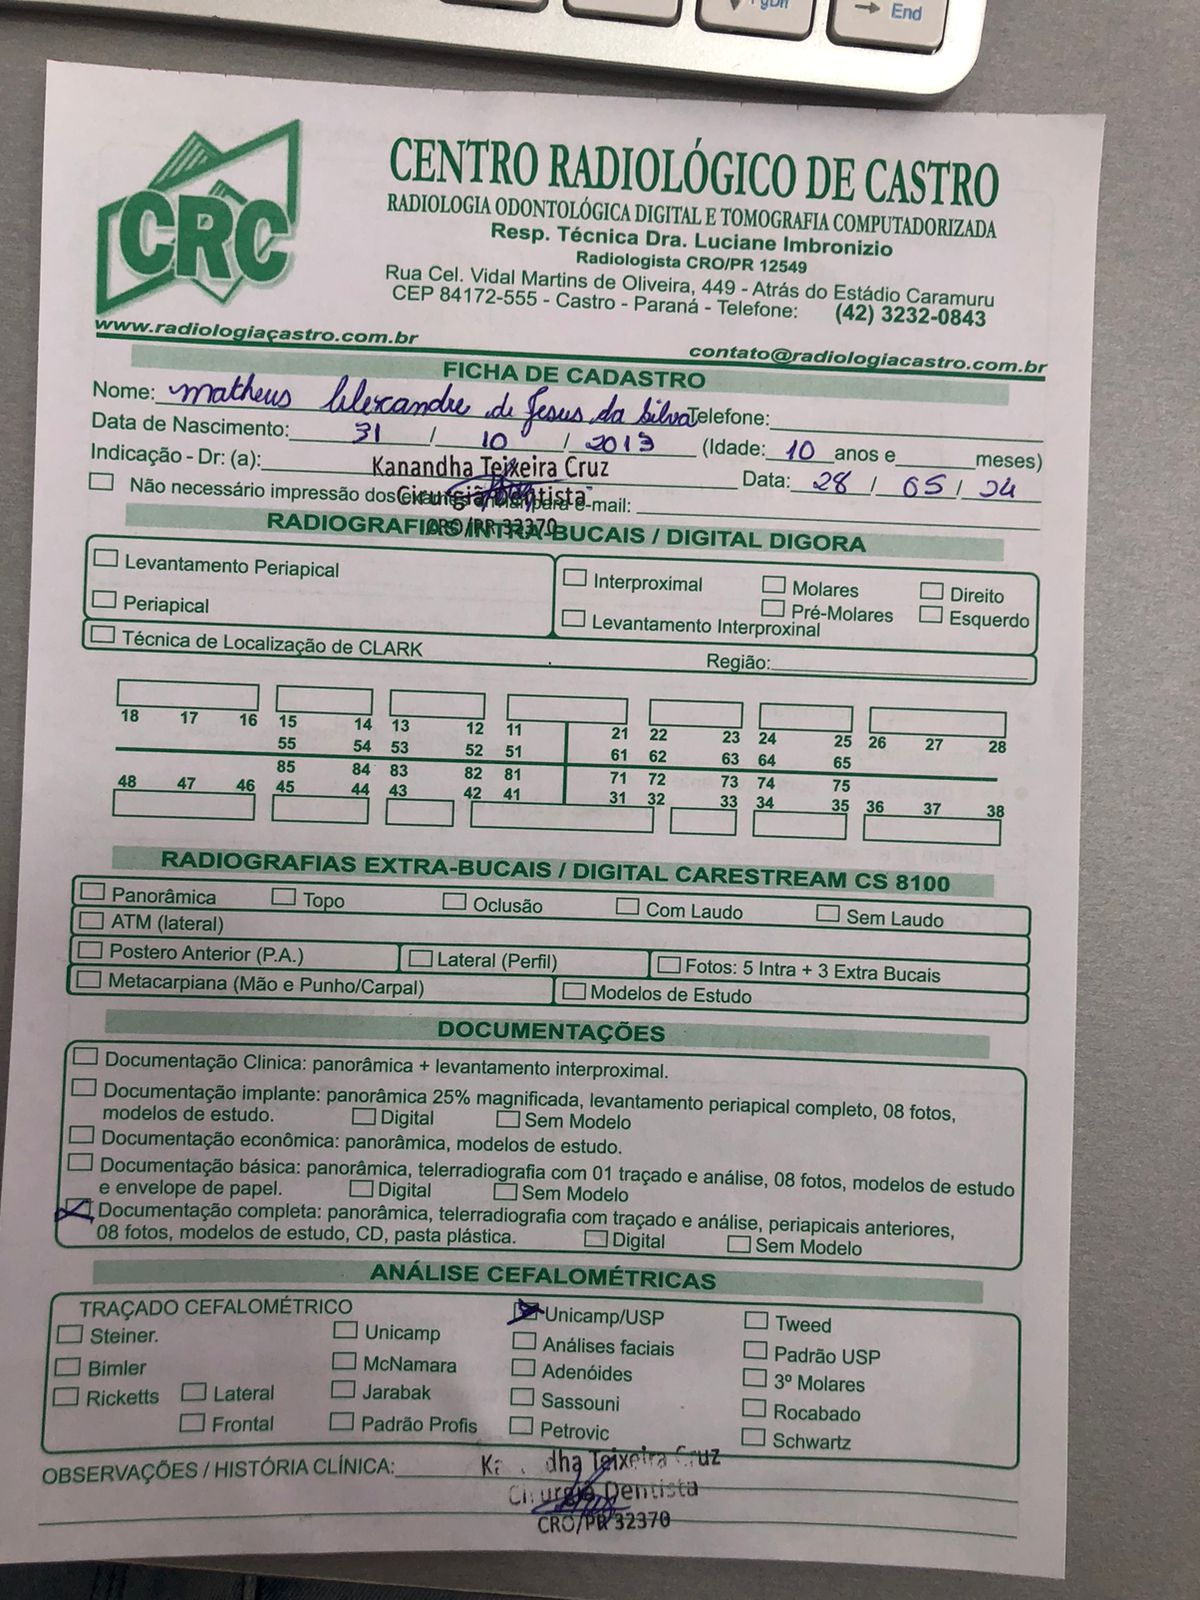 PgDn
End
CRC
CENTRO RADIOLÓGICO DE CASTRO
RADIOLOGIA ODONTOLÓGICA DIGITAL E TOMOGRAFIA COMPUTADORIZADA
Resp. Técnica Dra. Luciane Imbronizio
Radiologista CRO/PR 12549
Rua Cel. Vidal Martins de Oliveira, 449 - Atrás do Estádio Caramuru
CEP 84172-555 - Castro - Paraná - Telefone: (42) 3232-0843
www.radiologiacastro.com.br
contato@radiologiacastro.com.br
FICHA DE CADASTRO
Nome: Matheus Alexandre de Jesus da Silva Telefone:
Data de Nascimento: 31 / 10 / 2013 (Idade: 10 anos e meses)
Indicação - Dr: (a): Kanandha Teixeira Cruz Data: 28 / 05 / 24
Cirurgiã Dentista
CRO/PR 32370
Não necessário impressão dos para e-mail:
RADIOGRAFIAS INTRA-BUCAIS / DIGITAL DIGORA
Levantamento Periapical Interproximal Molares Direito
Periapical Levantamento Interproxinal Pré-Molares Esquerdo
Técnica de Localização de CLARK Região:
18 17 16 15 14 13 12 11 21 22 23 24 25 26 27 28
55 54 53 52 51 61 62 63 64 65
85 84 83 82 81 71 72 73 74 75
48 47 46 45 44 43 42 41 31 32 33 34 35 36 37 38
RADIOGRAFIAS EXTRA-BUCAIS / DIGITAL CARESTREAM CS 8100
Panorâmica Topo Oclusão Com Laudo Sem Laudo
ATM (lateral)
Postero Anterior (P.A.) Lateral (Perfil) Fotos: 5 Intra + 3 Extra Bucais
Metacarpiana (Mão e Punho/Carpal) Modelos de Estudo
DOCUMENTAÇÕES
Documentação Clinica: panorâmica + levantamento interproximal.
Documentação implante: panorâmica 25% magnificada, levantamento periapical completo, 08 fotos,
modelos de estudo. Digital Sem Modelo
Documentação econômica: panorâmica, modelos de estudo.
Documentação básica: panorâmica, telerradiografia com 01 traçado e análise, 08 fotos, modelos de estudo
e envelope de papel. Digital Sem Modelo
Documentação completa: panorâmica, telerradiografia com traçado e análise, periapicais anteriores,
08 fotos, modelos de estudo, CD, pasta plástica. Digital Sem Modelo
ANÁLISE CEFALOMÉTRICAS
TRAÇADO CEFALOMÉTRICO
Steiner. Unicamp Unicamp/USP Tweed
Bimler McNamara Análises faciais Padrão USP
Ricketts Lateral Jarabak Adenóides 3º Molares
Frontal Padrão Profis Sassouni Rocabado
Petrovic Schwartz
OBSERVAÇÕES / HISTÓRIA CLÍNICA:
Kanandha Teixeira Cruz
Cirurgiã Dentista
CRO/PR 32370